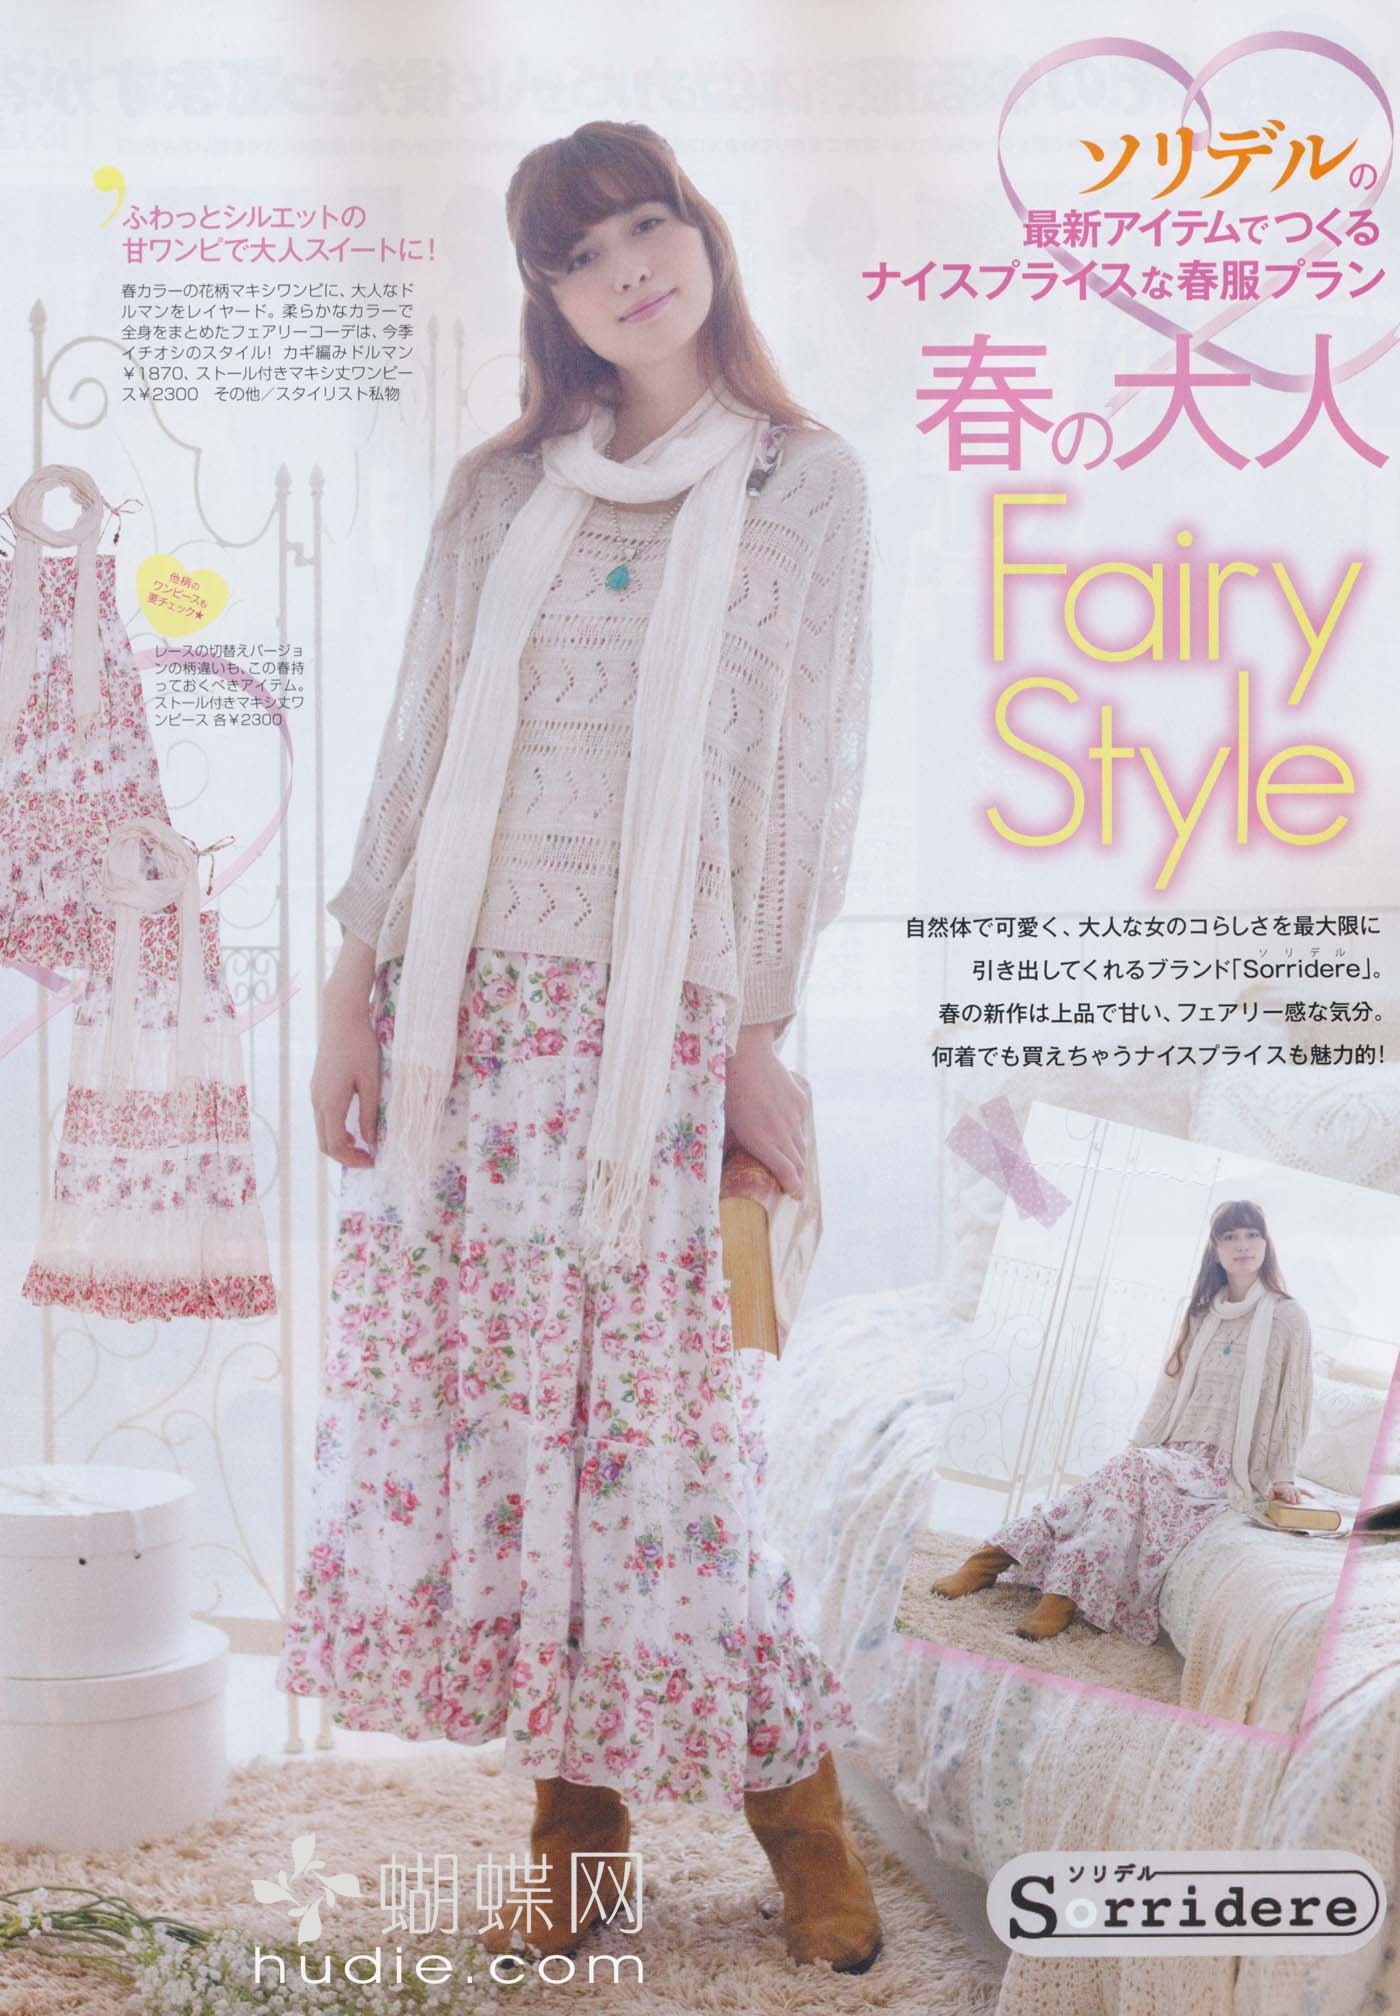 ソリデルの
最新アイテムでつくる
ナイスプライスな春服プラン
春の大人
Fairy
Style
自然体で可愛く、大人な女のコらしさを最大限に
ソリデル
引き出してくれるブランド「Sorridere」。
春の新作は上品で甘い、フェアリー感な気分。
何着でも買えちゃうナイスプライスも魅力的!
ふわっとシルエットの
甘ワンピで大人スイートに!
春カラーの花柄マキシワンピに、大人なド
ルマンをレイヤード。柔らかなカラーで
全身をまとめたフェアリーコーデは、今季
イチオシのスタイル! カギ編みドルマン
¥1870、ストール付きマキシ丈ワンピー
ス¥2300 その他/スタイリスト私物
他柄の
ワンピースも
要チェック★
レースの切替えバージョ
ンの柄違いも、この春持
っておくべきアイテム。
ストール付きマキシ丈ワ
ンピース 各¥2300
ソリデル
Sorridere
蝴蝶网
hudie.com